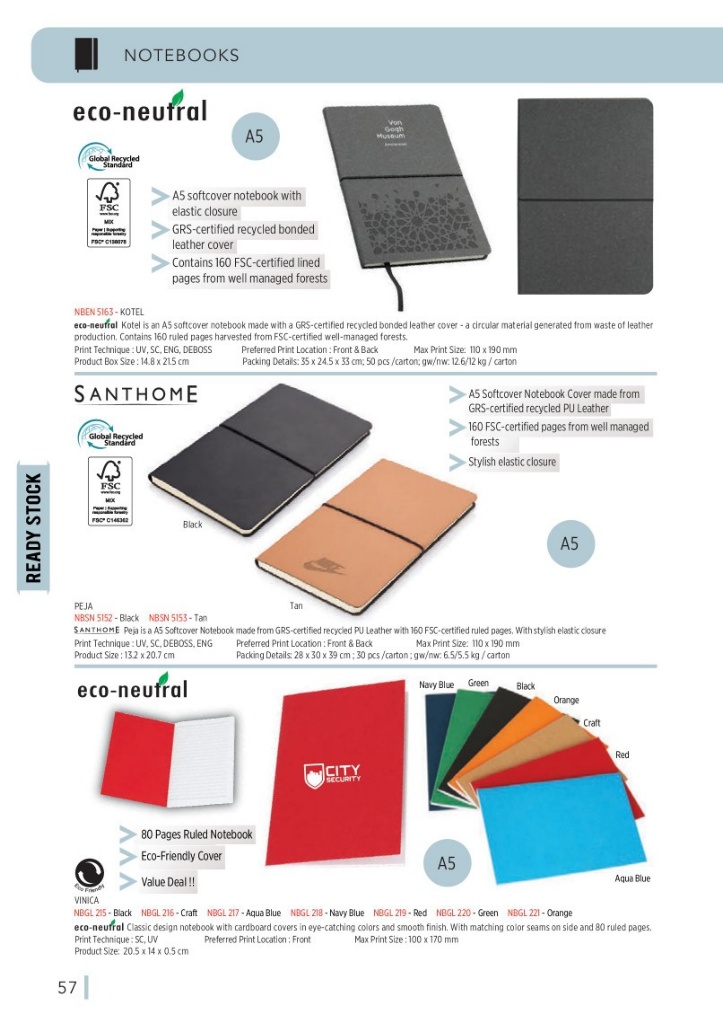 NOTEBOOKS
eco-neutral
A5
Van
Gogh
Museum
Global Recycled
Standard
FSC
www.fsc.org
MIX
Paper | Supporting
responsible forestry
A5 softcover notebook with
elastic closure
GRS-certified recycled bonded
leather cover
Contains 160 FSC-certified lined
pages from well managed forests
NBEN 5163 - KOTEL
eco-neutral Kotel is an A5 softcover notebook made with a GRS-certified recycled bonded leather cover - a circular material generated from waste of leather
production. Contains 160 ruled pages harvested from FSC-certified well-managed forests.
Print Technique : UV, SC, ENG, DEBOSS Preferred Print Location : Front & Back Max Print Size: 110 x 190 mm
Product Box Size : 14.8 x 21.5 cm Packing Details: 35 x 24.5 x 33 cm; 50 pcs /carton; gw/nw: 12.6/12 kg / carton
SANTHOME
Global Recycled
Standard
FSC
www.fsc.org
MIX
Paper | Supporting
responsible forestry
A5 Softcover Notebook Cover made from
GRS-certified recycled PU Leather
160 FSC-certified pages from well managed
forests
Stylish elastic closure
Black
A5
READY STOCK
Tan
PEJA
NBSN 5152 - Black NBSN 5153 - Tan
SANTHOME Peja is a A5 Softcover Notebook made from GRS-certified recycled PU Leather with 160 FSC-certified ruled pages. With stylish elastic closure
Print Technique : UV, SC, DEBOSS, ENG Preferred Print Location : Front & Back Max Print Size: 110 x 190 mm
Product Size : 13.2 x 20.7 cm Packing Details: 28 x 30 x 39 cm ; 30 pcs /carton ; gw/nw: 6.5/5.5 kg / carton
eco-neutral
Navy Blue
Green
Black
Orange
Craft
Red
CITY
SECURITY
80 Pages Ruled Notebook
Eco-Friendly Cover
Value Deal !!
A5
Aqua Blue
Eco Friendly
VINICA
NBGL 215 - Black NBGL 216 - Craft NBGL 217 - Aqua Blue NBGL 218 - Navy Blue NBGL 219 - Red NBGL 220 - Green NBGL 221 - Orange
eco-neutral Classic design notebook with cardboard covers in eye-catching colors and smooth finish. With matching color seams on side and 80 ruled pages.
Print Technique : SC, UV Preferred Print Location : Front Max Print Size : 100 x 170 mm
Product Size: 20.5 x 14 x 0.5 cm
57